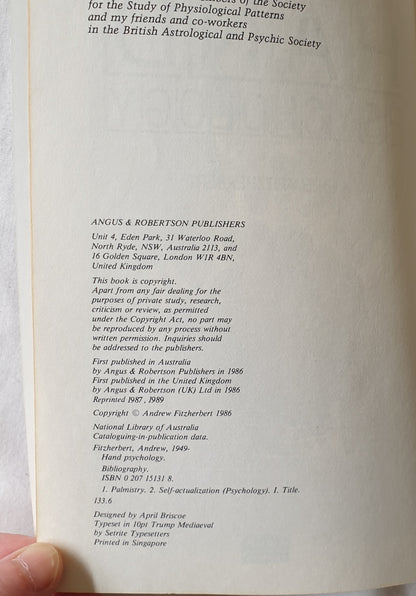 of the Society
for the Study of Physiological Patterns
and my friends and co-workers
in the British Astrological and Psychic Society
ANGUS & ROBERTSON PUBLISHERS
Unit 4, Eden Park, 31 Waterloo Road,
North Ryde, NSW, Australia 2113, and
16 Golden Square, London W1R 4BN,
United Kingdom
This book is copyright.
Apart from any fair dealing for the
purposes of private study, research,
criticism or review, as permitted
under the Copyright Act, no part may
be reproduced by any process without
written permission. Inquiries should
be addressed to the publishers.
First published in Australia
by Angus & Robertson Publishers in 1986
First published in the United Kingdom
by Angus & Robertson (UK) Ltd in 1986
Reprinted 1987, 1989
Copyright © Andrew Fitzherbert 1986
National Library of Australia
Cataloguing-in-publication data.
Fitzherbert, Andrew, 1949-
Hand psychology.
Bibliography.
ISBN 0 207 15131 8.
1. Palmistry. 2. Self-actualization (Psychology). I. Title.
133.6
Designed by April Briscoe
Typeset in 10pt Trump Mediaeval
by Setrite Typesetters
Printed in Singapore